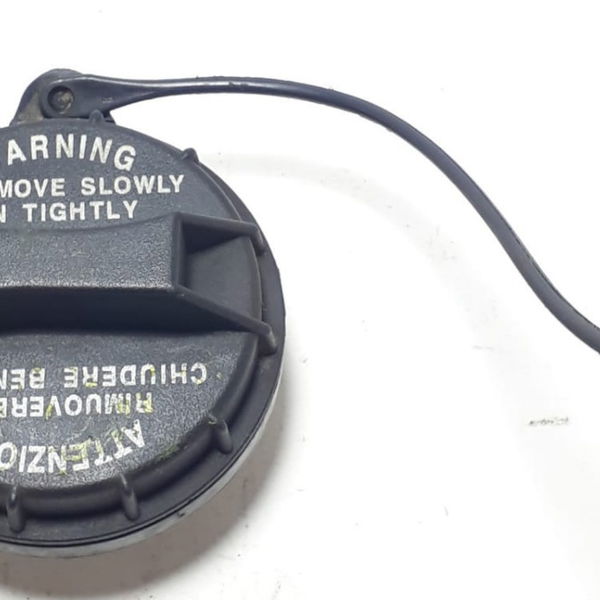 ARNING
MOVE SLOWLY
N TIGHTLY
ATTENZIO
RIMUOVERE
CHIUDERE BEN